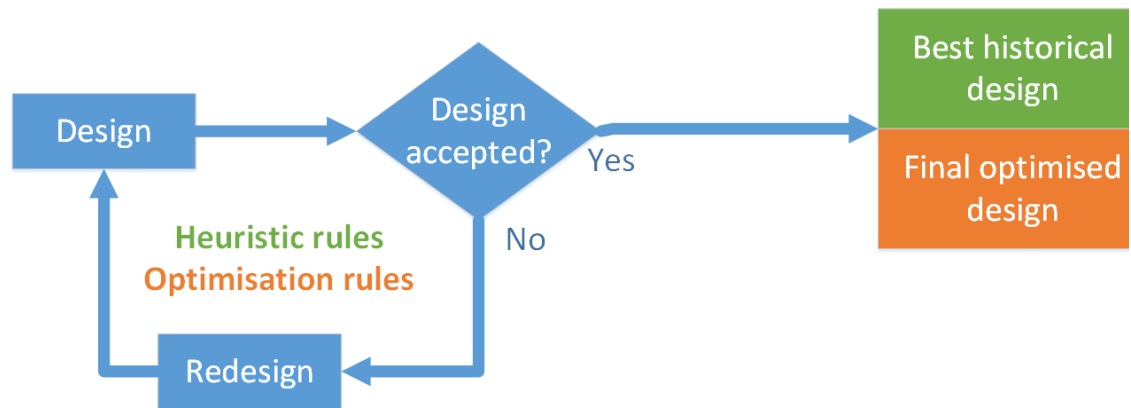 Design
Design
accepted?
Yes
Best historical
design
Final optimised
design
No
Heuristic rules
Optimisation rules
Redesign